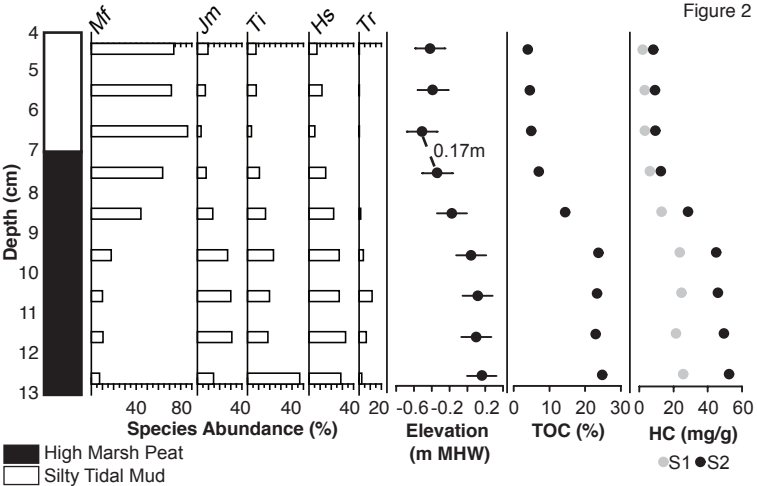 Figure 2
Mf Jm Ti Hs Tr
4
5
6
7
8
9
10
11
12
13
Depth (cm)
0.17m
40 80 40 40 40 20
-0.6 -0.2 0.2
0 10 20 30
0 20 40 60
Species Abundance (%)
Elevation
(m MHW)
TOC (%)
HC (mg/g)
S1 S2
High Marsh Peat
Silty Tidal Mud